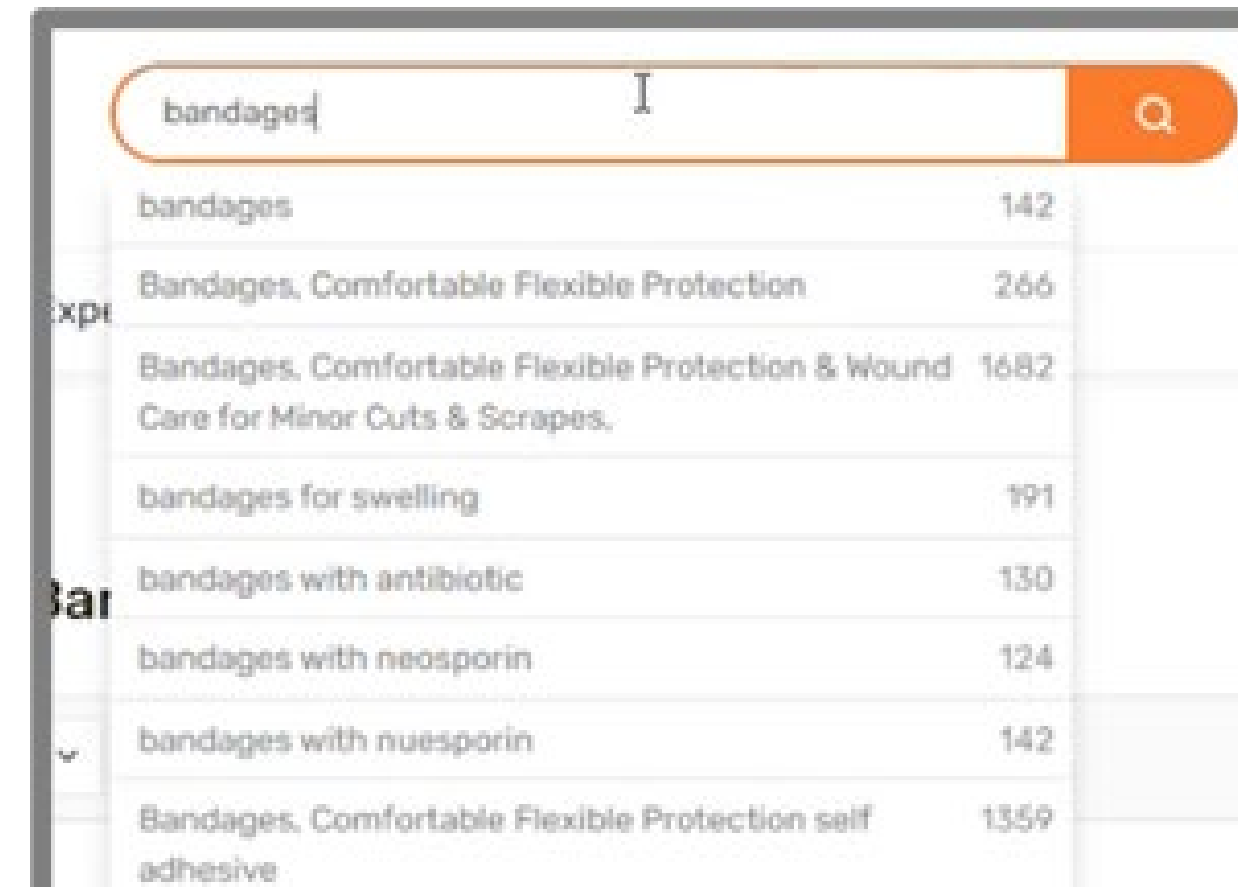 bandages
bandages 142
Bandages, Comfortable Flexible Protection 266
xp
Bandages, Comfortable Flexible Protection & Wound 1682
Care for Minor Cuts & Scrapes,
bandages for swelling 191
bandages with antibiotic 130
Bar
bandages with neosporin 124
bandages with nuesporin 142
Bandages, Comfortable Flexible Protection self 1359
adhesive